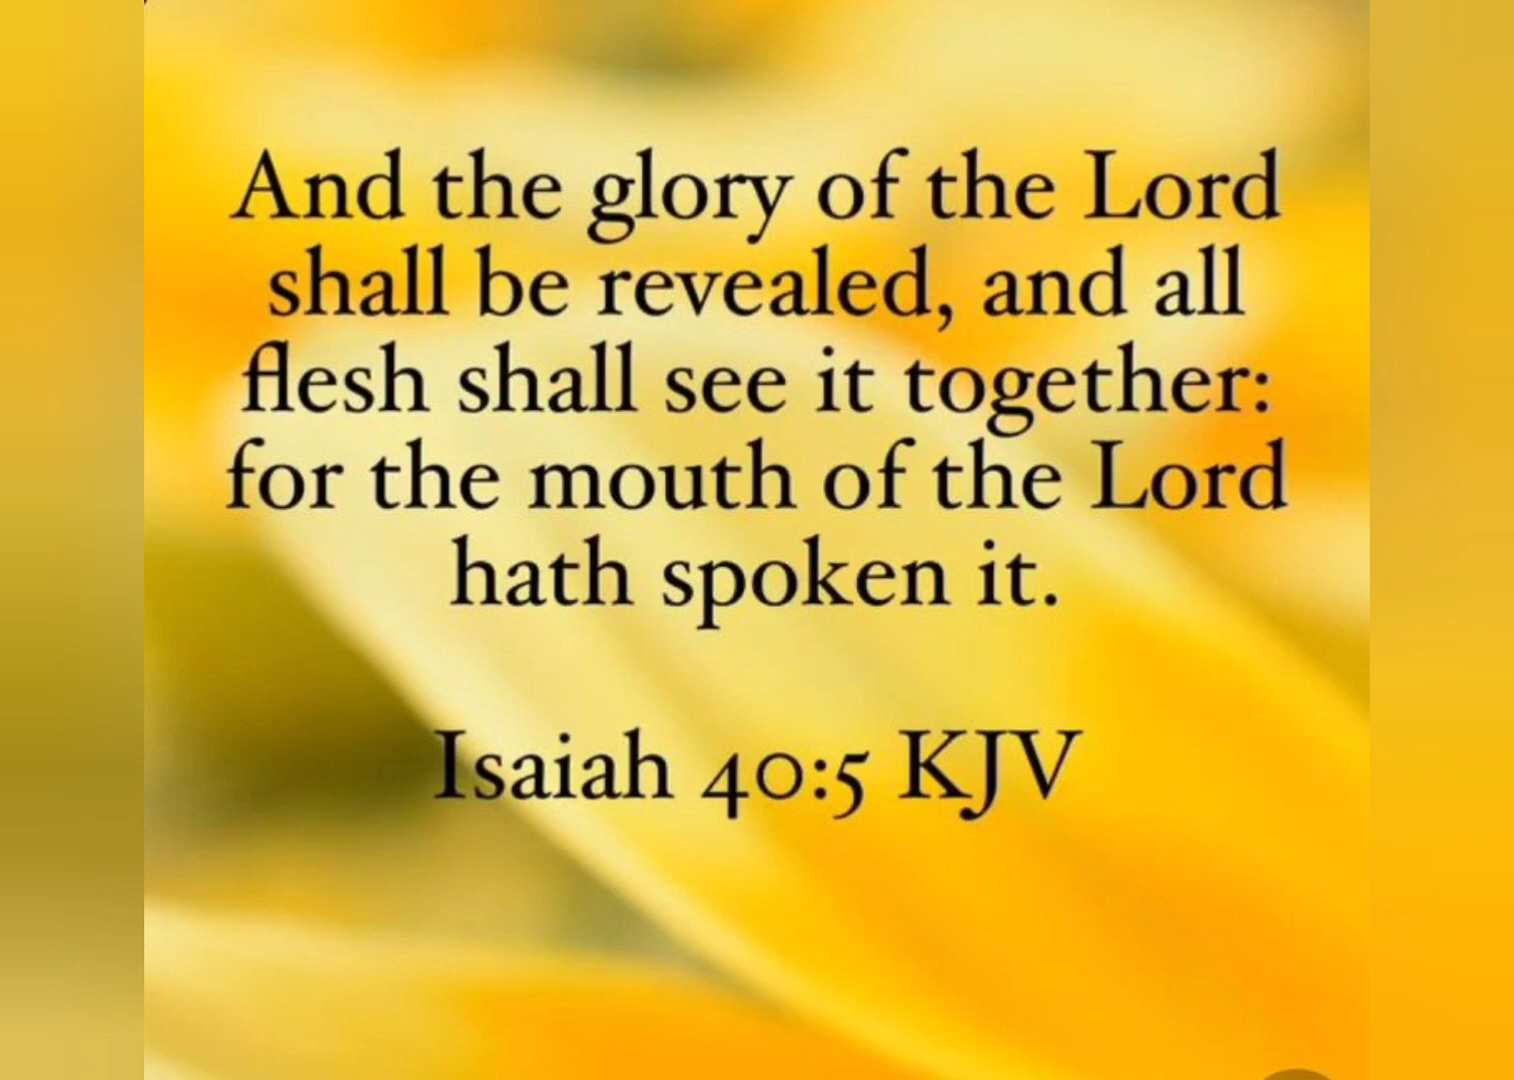 And the glory of the Lord
shall be revealed, and all
flesh shall see it together:
for the mouth of the Lord
hath spoken it.
Isaiah 40:5 KJV